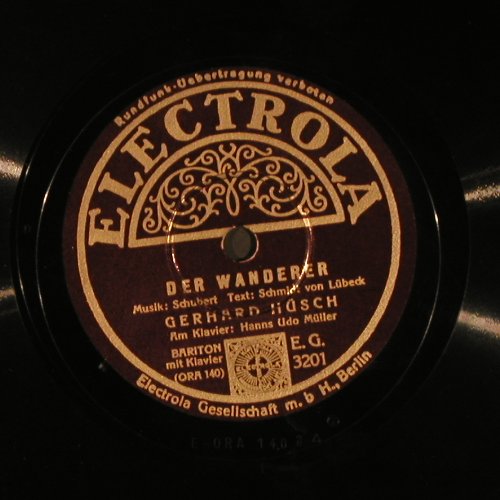 Rundfunk-Uebertragung verboten
ELECTROLA
DER WANDERER
Musik: Schubert Text: Schmidt von Lübeck
GERHARD HÜSCH
Am Klavier: Hanns Udo Müller
BARITON
mit Klavier
(ORA 140)
E. G.
3201
Electrola Gesellschaft m. b H., Berlin